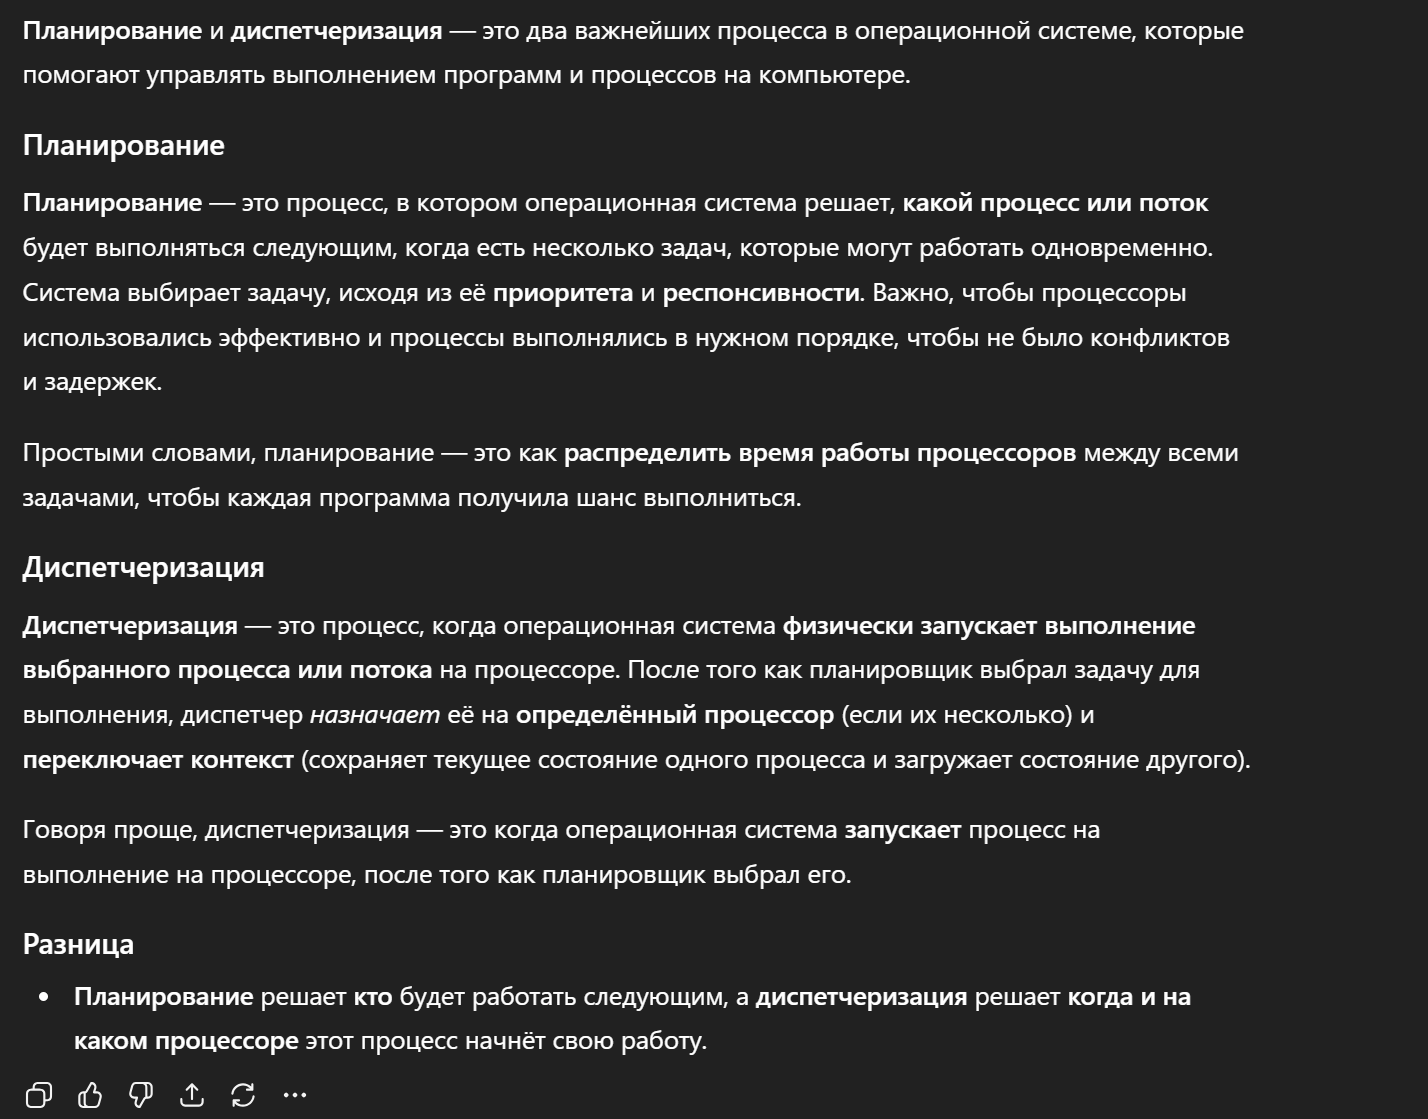 Планирование и диспетчеризация — это два важнейших процесса в операционной системе, которые
помогают управлять выполнением программ и процессов на компьютере.
Планирование
Планирование — это процесс, в котором операционная система решает, какой процесс или поток
будет выполняться следующим, когда есть несколько задач, которые могут работать одновременно.
Система выбирает задачу, исходя из её приоритета и респонсивности. Важно, чтобы процессоры
использовались эффективно и процессы выполнялись в нужном порядке, чтобы не было конфликтов
и задержек.
Простыми словами, планирование — это как распределить время работы процессоров между всеми
задачами, чтобы каждая программа получила шанс выполниться.
Диспетчеризация
Диспетчеризация — это процесс, когда операционная система физически запускает выполнение
выбранного процесса или потока на процессоре. После того как планировщик выбрал задачу для
выполнения, диспетчер назначает её на определённый процессор (если их несколько) и
переключает контекст (сохраняет текущее состояние одного процесса и загружает состояние другого).
Говоря проще, диспетчеризация — это когда операционная система запускает процесс на
выполнение на процессоре, после того как планировщик выбрал его.
Разница
• Планирование решает кто будет работать следующим, а диспетчеризация решает когда и на
каком процессоре этот процесс начнёт свою работу.